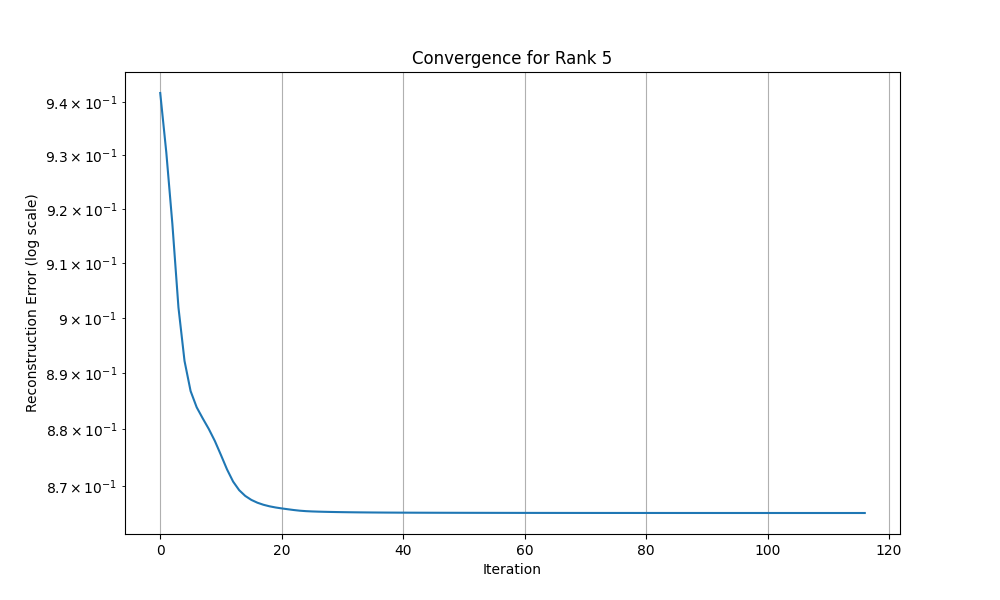 Convergence for Rank 5
Reconstruction Error (log scale)
9.4 × 10⁻¹
9.3 × 10⁻¹
9.2 × 10⁻¹
9.1 × 10⁻¹
9 × 10⁻¹
8.9 × 10⁻¹
8.8 × 10⁻¹
8.7 × 10⁻¹
0 20 40 60 80 100 120
Iteration